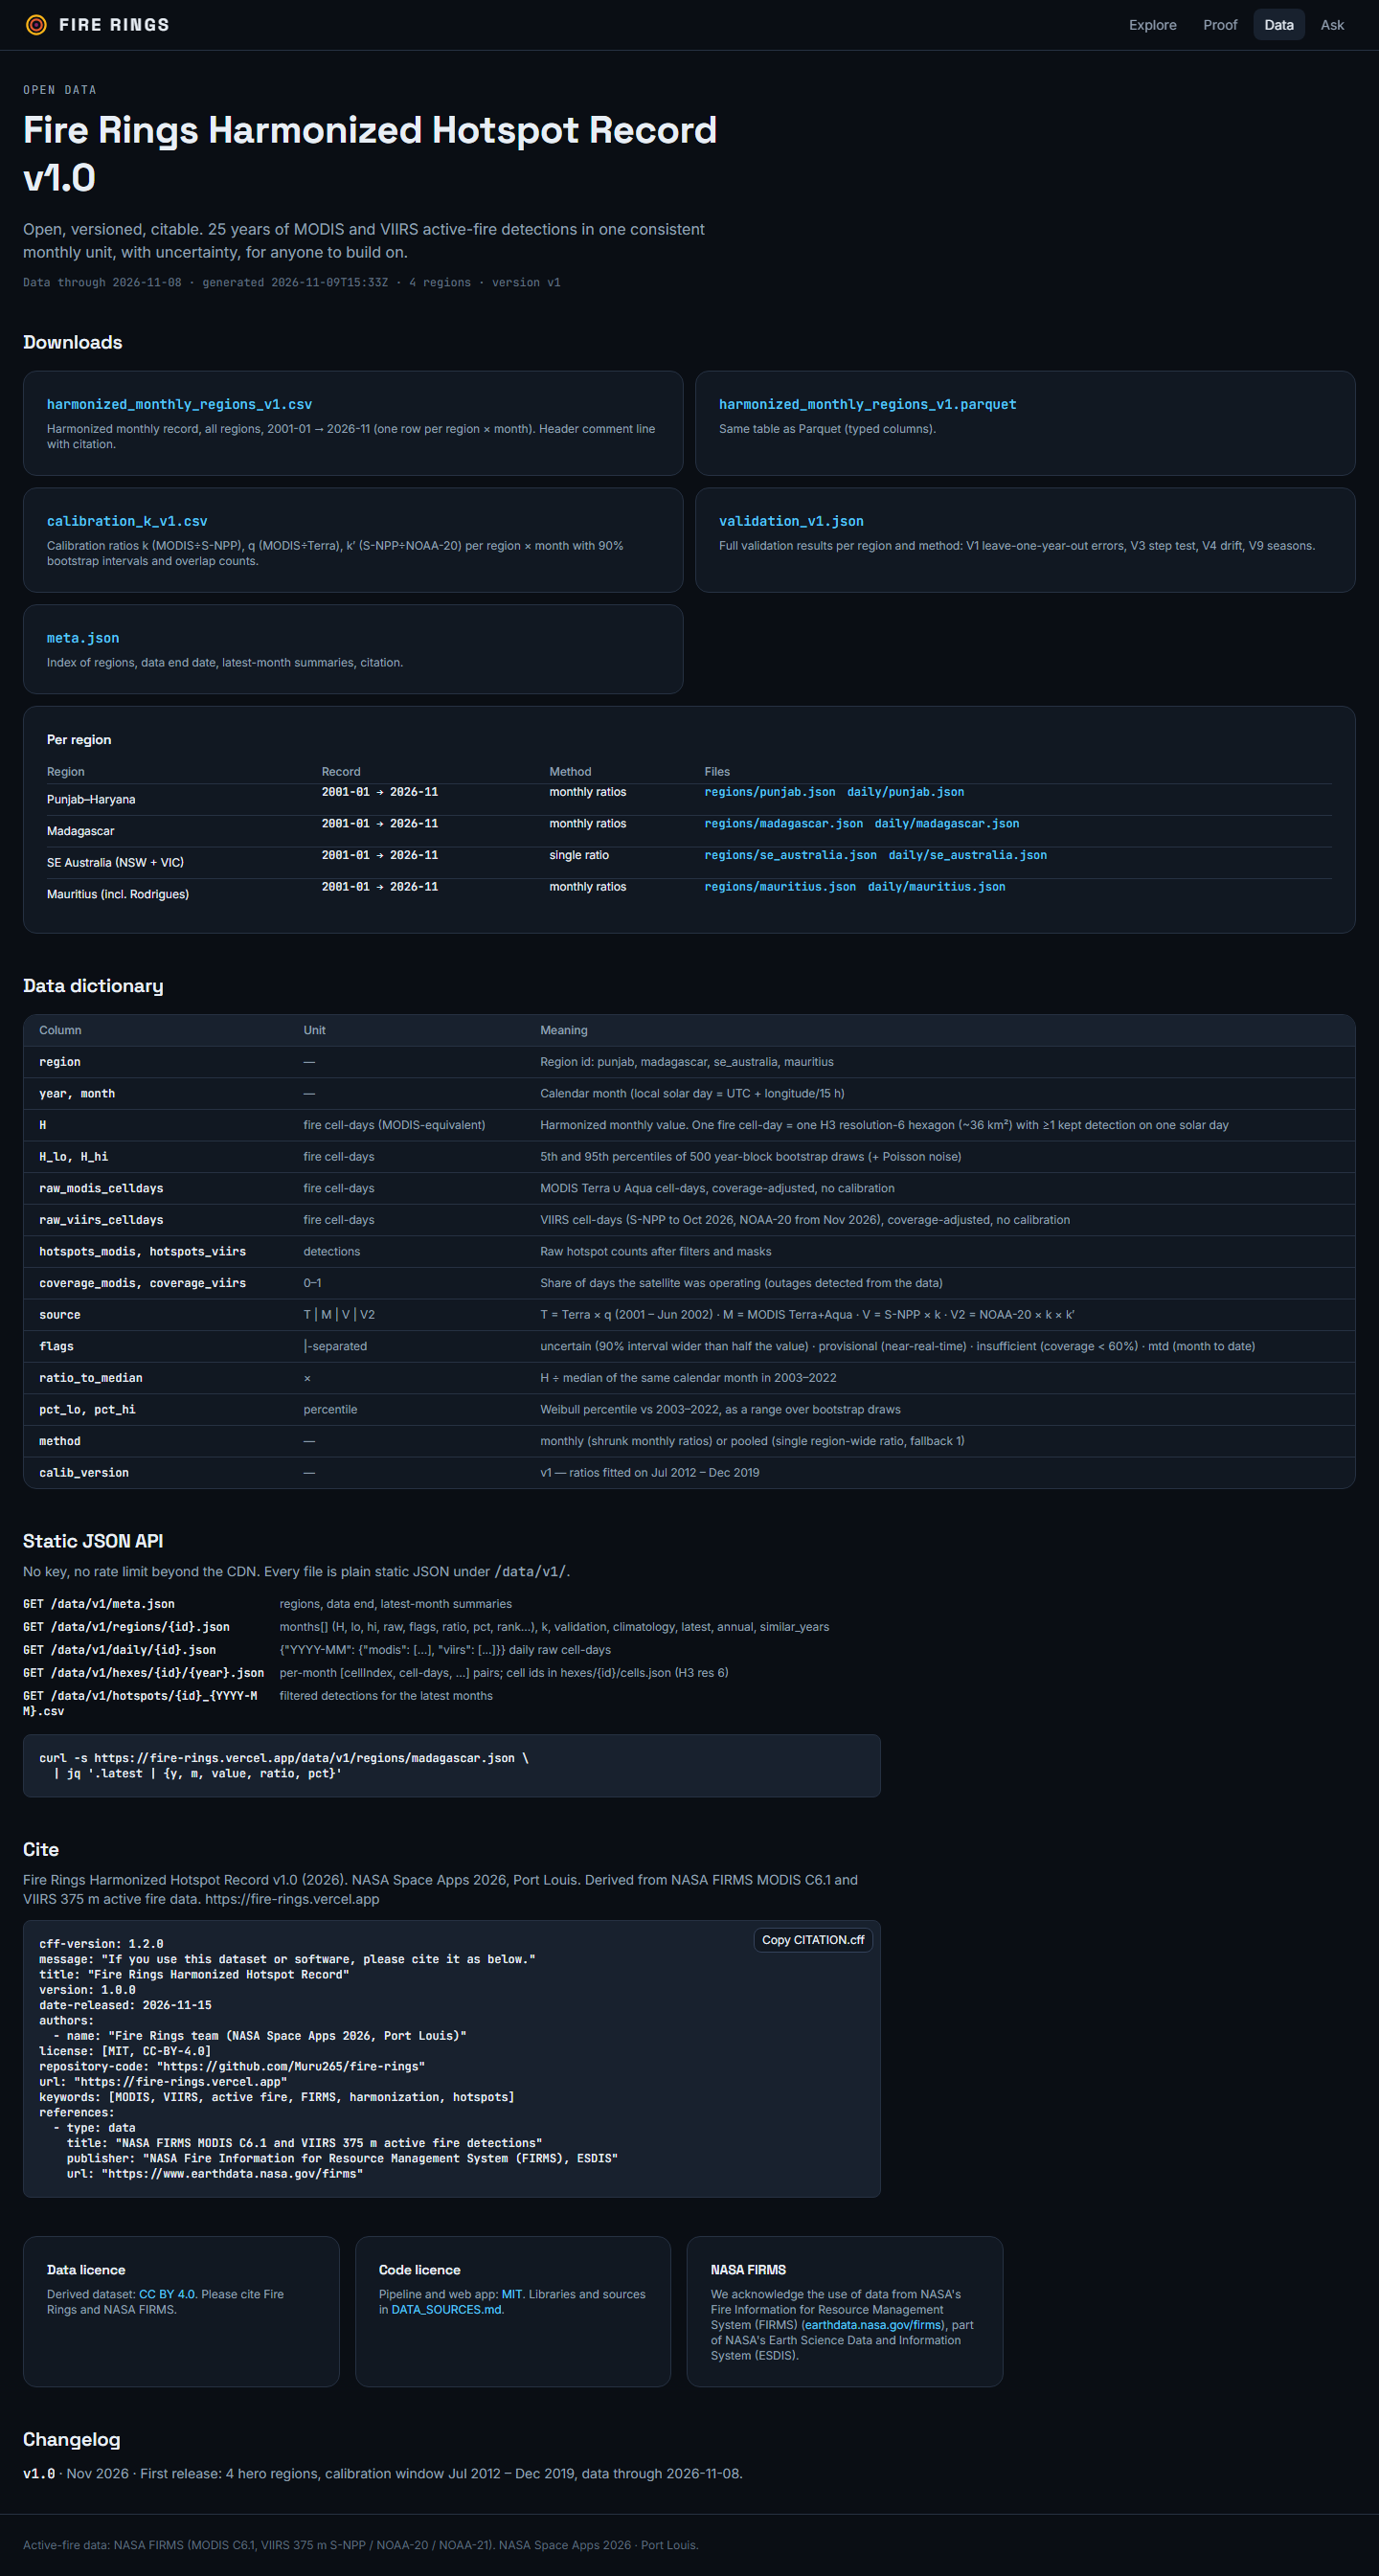 FIRE RINGS
Explore Proof Data Ask
OPEN DATA
Fire Rings Harmonized Hotspot Record
v1.0
Open, versioned, citable. 25 years of MODIS and VIIRS active-fire detections in one consistent
monthly unit, with uncertainty, for anyone to build on.
Data through 2026-11-08 · generated 2026-11-09T15:33Z · 4 regions · version v1
Downloads
harmonized_monthly_regions_v1.csv
Harmonized monthly record, all regions, 2001-01 → 2026-11 (one row per region × month). Header comment line
with citation.
harmonized_monthly_regions_v1.parquet
Same table as Parquet (typed columns).
calibration_k_v1.csv
Calibration ratios k (MODIS÷S-NPP), q (MODIS÷Terra), k′ (S-NPP÷NOAA-20) per region × month with 90%
bootstrap intervals and overlap counts.
validation_v1.json
Full validation results per region and method: V1 leave-one-year-out errors, V3 step test, V4 drift, V9 seasons.
meta.json
Index of regions, data end date, latest-month summaries, citation.
Per region
Region Record Method Files
Punjab–Haryana 2001-01 → 2026-11 monthly ratios regions/punjab.json daily/punjab.json
Madagascar 2001-01 → 2026-11 monthly ratios regions/madagascar.json daily/madagascar.json
SE Australia (NSW + VIC) 2001-01 → 2026-11 single ratio regions/se_australia.json daily/se_australia.json
Mauritius (incl. Rodrigues) 2001-01 → 2026-11 monthly ratios regions/mauritius.json daily/mauritius.json
Data dictionary
Column Unit Meaning
region — Region id: punjab, madagascar, se_australia, mauritius
year, month — Calendar month (local solar day = UTC + longitude/15 h)
H fire cell-days (MODIS-equivalent) Harmonized monthly value. One fire cell-day = one H3 resolution-6 hexagon (~36 km²) with ≥1 kept detection on one solar day
H_lo, H_hi fire cell-days 5th and 95th percentiles of 500 year-block bootstrap draws (+ Poisson noise)
raw_modis_celldays fire cell-days MODIS Terra ∪ Aqua cell-days, coverage-adjusted, no calibration
raw_viirs_celldays fire cell-days VIIRS cell-days (S-NPP to Oct 2026, NOAA-20 from Nov 2026), coverage-adjusted, no calibration
hotspots_modis, hotspots_viirs detections Raw hotspot counts after filters and masks
coverage_modis, coverage_viirs 0–1 Share of days the satellite was operating (outages detected from the data)
source T | M | V | V2 T = Terra × q (2001 – Jun 2002) · M = MODIS Terra+Aqua · V = S-NPP × k · V2 = NOAA-20 × k × k′
flags |-separated uncertain (90% interval wider than half the value) · provisional (near-real-time) · insufficient (coverage < 60%) · mtd (month to date)
ratio_to_median × H ÷ median of the same calendar month in 2003–2022
pct_lo, pct_hi percentile Weibull percentile vs 2003–2022, as a range over bootstrap draws
method — monthly (shrunk monthly ratios) or pooled (single region-wide ratio, fallback 1)
calib_version — v1 — ratios fitted on Jul 2012 – Dec 2019
Static JSON API
No key, no rate limit beyond the CDN. Every file is plain static JSON under /data/v1/.
GET /data/v1/meta.json regions, data end, latest-month summaries
GET /data/v1/regions/{id}.json months[] (H, lo, hi, raw, flags, ratio, pct, rank…), k, validation, climatology, latest, annual, similar_years
GET /data/v1/daily/{id}.json {"YYYY-MM": {"modis": […], "viirs": […]}} daily raw cell-days
GET /data/v1/hexes/{id}/{year}.json per-month [cellIndex, cell-days, …] pairs; cell ids in hexes/{id}/cells.json (H3 res 6)
GET /data/v1/hotspots/{id}_{YYYY-M filtered detections for the latest months
M}.csv
curl -s https://fire-rings.vercel.app/data/v1/regions/madagascar.json \
| jq '.latest | {y, m, value, ratio, pct}'
Cite
Fire Rings Harmonized Hotspot Record v1.0 (2026). NASA Space Apps 2026, Port Louis. Derived from NASA FIRMS MODIS C6.1 and
VIIRS 375 m active fire data. https://fire-rings.vercel.app
Copy CITATION.cff
cff-version: 1.2.0
message: "If you use this dataset or software, please cite it as below."
title: "Fire Rings Harmonized Hotspot Record"
version: 1.0.0
date-released: 2026-11-15
authors:
- name: "Fire Rings team (NASA Space Apps 2026, Port Louis)"
license: [MIT, CC-BY-4.0]
repository-code: "https://github.com/Muru265/fire-rings"
url: "https://fire-rings.vercel.app"
keywords: [MODIS, VIIRS, active fire, FIRMS, harmonization, hotspots]
references:
- type: data
title: "NASA FIRMS MODIS C6.1 and VIIRS 375 m active fire detections"
publisher: "NASA Fire Information for Resource Management System (FIRMS), ESDIS"
url: "https://www.earthdata.nasa.gov/firms"
Data licence
Derived dataset: CC BY 4.0. Please cite Fire
Rings and NASA FIRMS.
Code licence
Pipeline and web app: MIT. Libraries and sources
in DATA_SOURCES.md.
NASA FIRMS
We acknowledge the use of data from NASA's
Fire Information for Resource Management
System (FIRMS) (earthdata.nasa.gov/firms), part
of NASA's Earth Science Data and Information
System (ESDIS).
Changelog
v1.0 · Nov 2026 · First release: 4 hero regions, calibration window Jul 2012 – Dec 2019, data through 2026-11-08.
Active-fire data: NASA FIRMS (MODIS C6.1, VIIRS 375 m S-NPP / NOAA-20 / NOAA-21). NASA Space Apps 2026 · Port Louis.